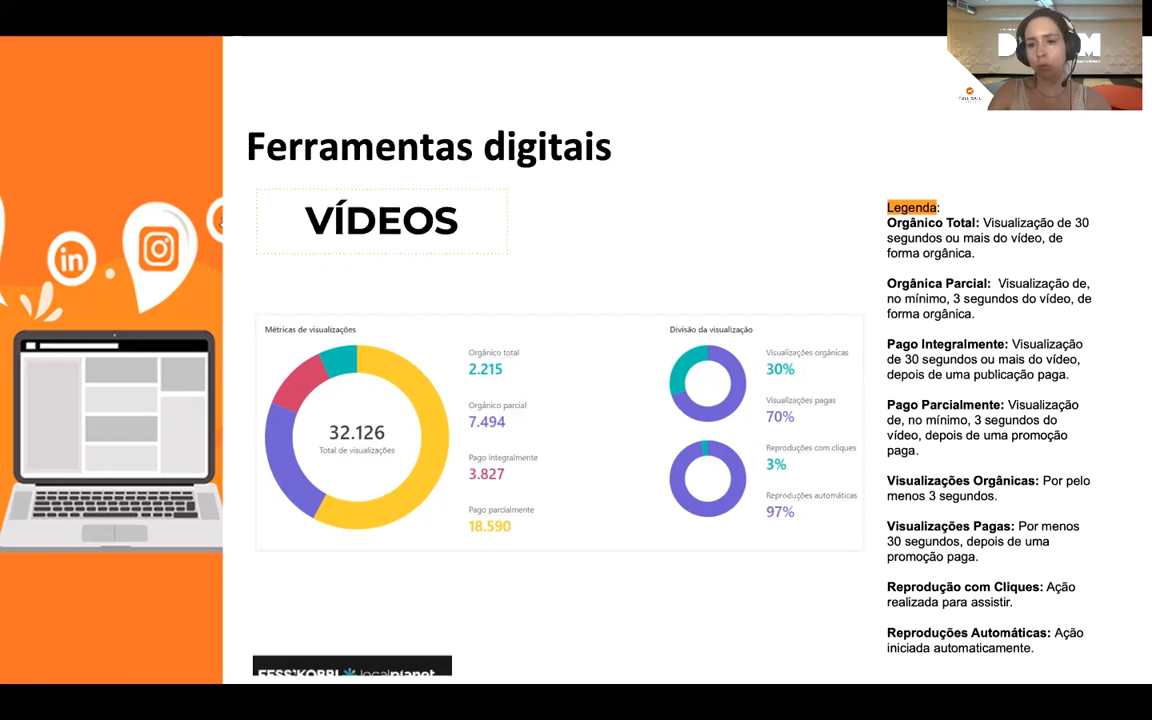 Ferramentas digitais
VÍDEOS
Métricas de visualizações
32.126
Total de visualizações
Orgânico total
2.215
Orgânico parcial
7.494
Pago integralmente
3.827
Pago parcialmente
18.590
Divisão da visualização
Visualizações orgânicas
30%
Visualizações pagas
70%
Reproduções com cliques
3%
Reproduções automáticas
97%
Legenda:
Orgânico Total: Visualização de 30
segundos ou mais do vídeo, de
forma orgânica.
Orgânica Parcial: Visualização de,
no mínimo, 3 segundos do vídeo, de
forma orgânica.
Pago Integralmente: Visualização
de 30 segundos ou mais do vídeo,
depois de uma publicação paga.
Pago Parcialmente: Visualização
de, no mínimo, 3 segundos do
vídeo, depois de uma promoção
paga.
Visualizações Orgânicas: Por pelo
menos 3 segundos.
Visualizações Pagas: Por menos
30 segundos, depois de uma
promoção paga.
Reprodução com Cliques: Ação
realizada para assistir.
Reproduções Automáticas: Ação
iniciada automaticamente.
in
localplanet